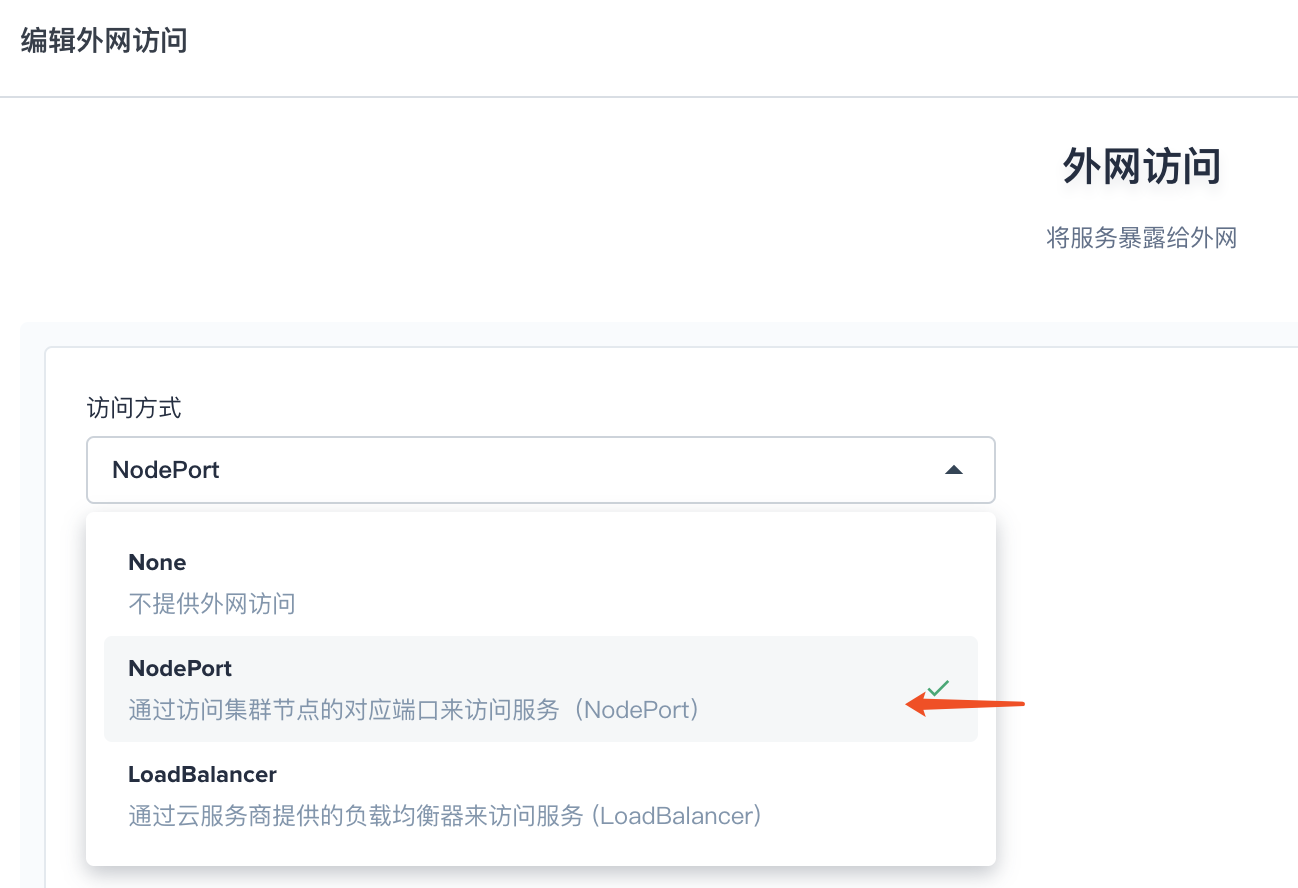 编辑外网访问
外网访问
将服务暴露给外网
访问方式
NodePort
None
不提供外网访问
NodePort
通过访问集群节点的对应端口来访问服务（NodePort）
LoadBalancer
通过云服务商提供的负载均衡器来访问服务 (LoadBalancer)